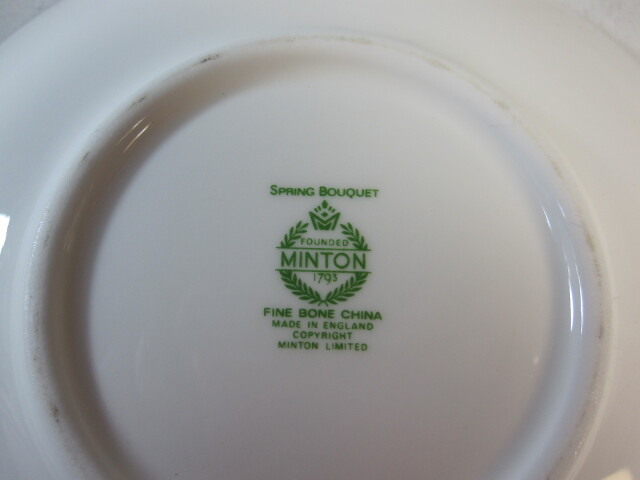 SPRING BOUQUET
FOUNDED
MINTON
1793
FINE BONE CHINA
MADE IN ENGLAND
COPYRIGHT
MINTON LIMITED